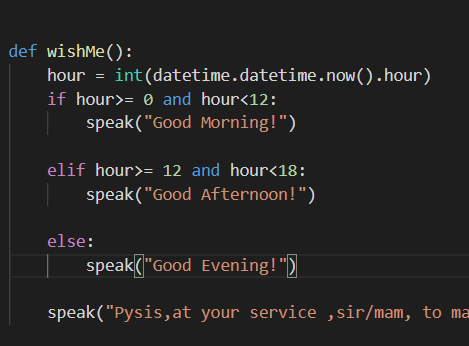 def wishMe():
    hour = int(datetime.datetime.now().hour)
    if hour>= 0 and hour<12:
        speak("Good Morning!")
    elif hour>= 12 and hour<18:
        speak("Good Afternoon!")
    else:
        speak("Good Evening!")
    speak("Pysis,at your service ,sir/mam, to